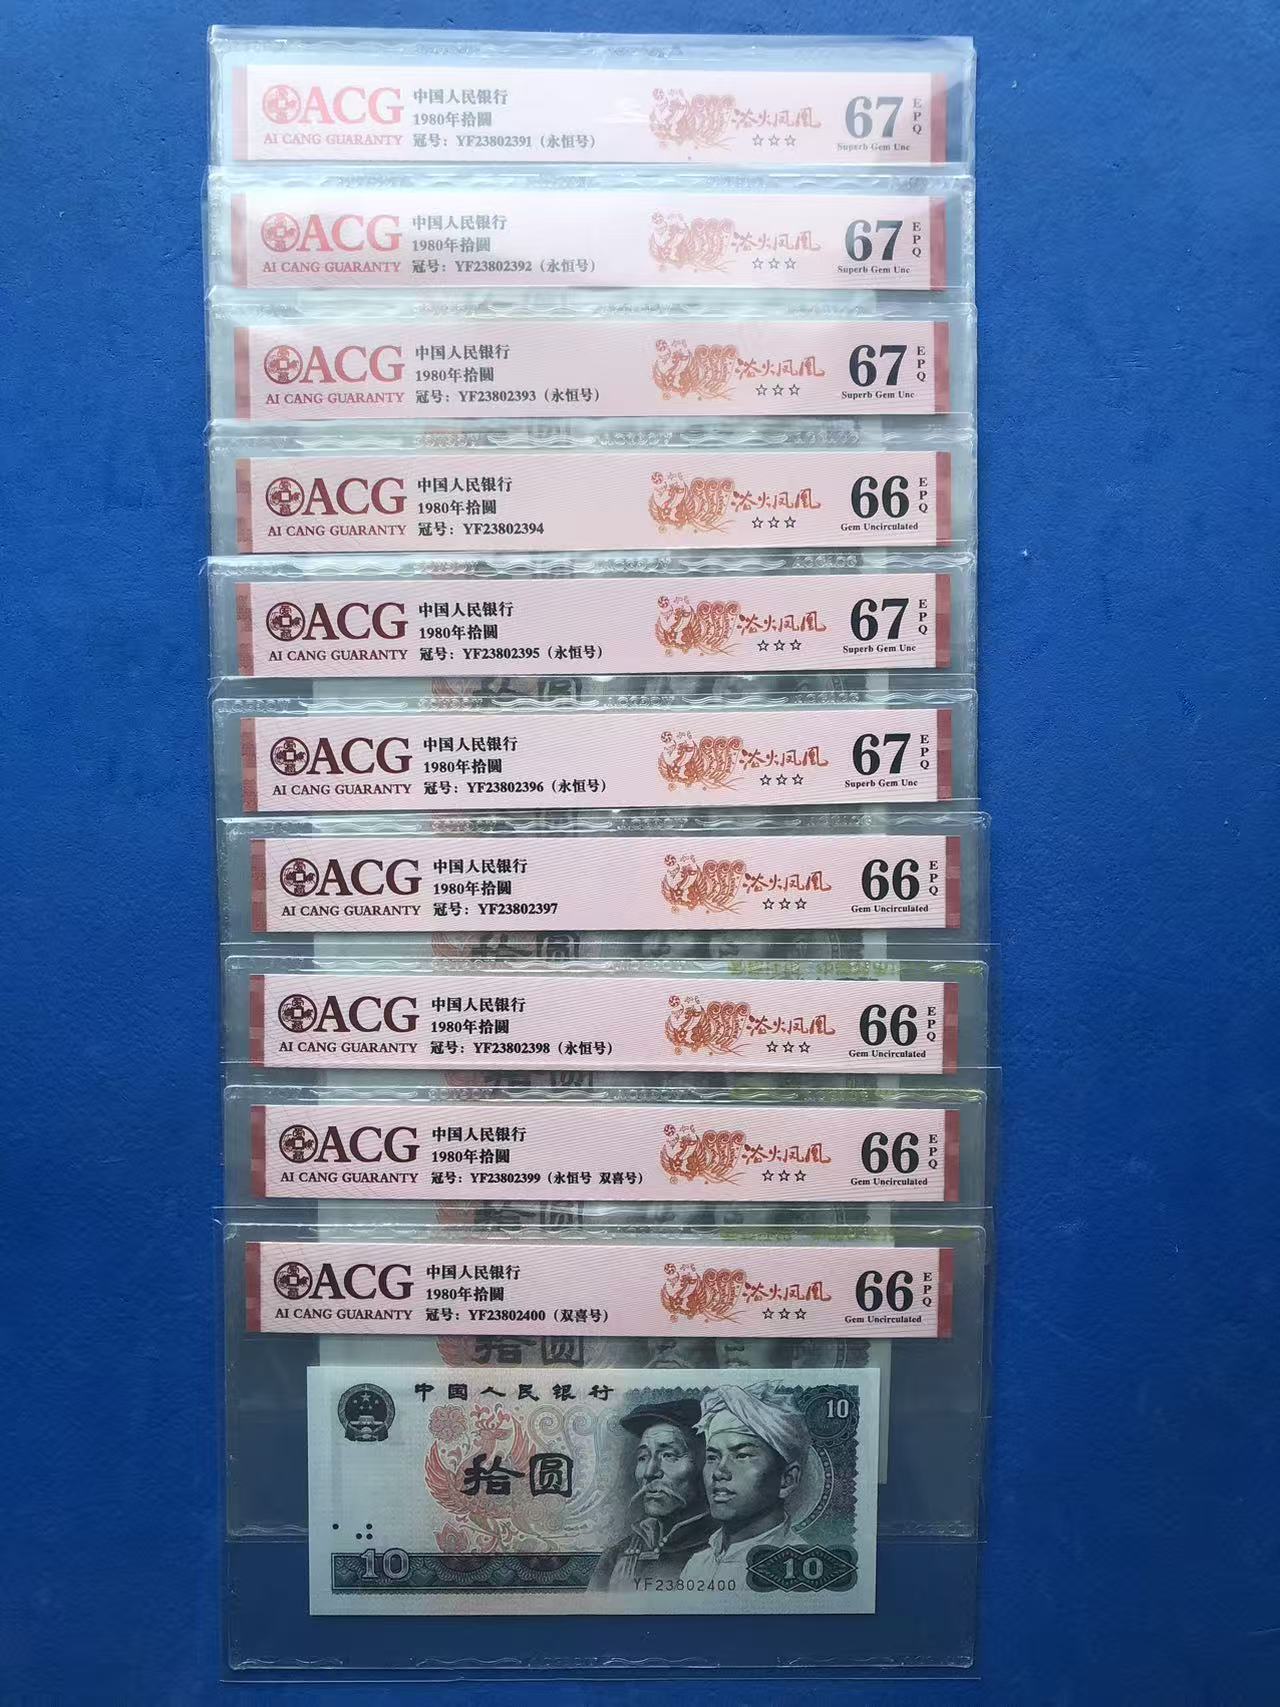 ACG
AI CANG GUARANTY
中国人民银行
1980年拾圆
冠号：YF23802391（永恒号）
浴火凤凰
☆☆☆
67 EPQ
Superb Gem Unc
ACG
AI CANG GUARANTY
中国人民银行
1980年拾圆
冠号：YF23802392（永恒号）
浴火凤凰
☆☆☆
67 EPQ
Superb Gem Unc
ACG
AI CANG GUARANTY
中国人民银行
1980年拾圆
冠号：YF23802393（永恒号）
浴火凤凰
☆☆☆
67 EPQ
Superb Gem Unc
ACG
AI CANG GUARANTY
中国人民银行
1980年拾圆
冠号：YF23802394
浴火凤凰
☆☆☆
66 EPQ
Gem Uncirculated
ACG
AI CANG GUARANTY
中国人民银行
1980年拾圆
冠号：YF23802395（永恒号）
浴火凤凰
☆☆☆
67 EPQ
Superb Gem Unc
ACG
AI CANG GUARANTY
中国人民银行
1980年拾圆
冠号：YF23802396（永恒号）
浴火凤凰
☆☆☆
67 EPQ
Superb Gem Unc
ACG
AI CANG GUARANTY
中国人民银行
1980年拾圆
冠号：YF23802397
浴火凤凰
☆☆☆
66 EPQ
Gem Uncirculated
ACG
AI CANG GUARANTY
中国人民银行
1980年拾圆
冠号：YF23802398（永恒号）
浴火凤凰
☆☆☆
66 EPQ
Gem Uncirculated
ACG
AI CANG GUARANTY
中国人民银行
1980年拾圆
冠号：YF23802399（永恒号 双喜号）
浴火凤凰
☆☆☆
66 EPQ
Gem Uncirculated
ACG
AI CANG GUARANTY
中国人民银行
1980年拾圆
冠号：YF23802400（双喜号）
浴火凤凰
☆☆☆
66 EPQ
Gem Uncirculated
拾圆
中国人民银行
10
拾圆
10
YF23802400
10